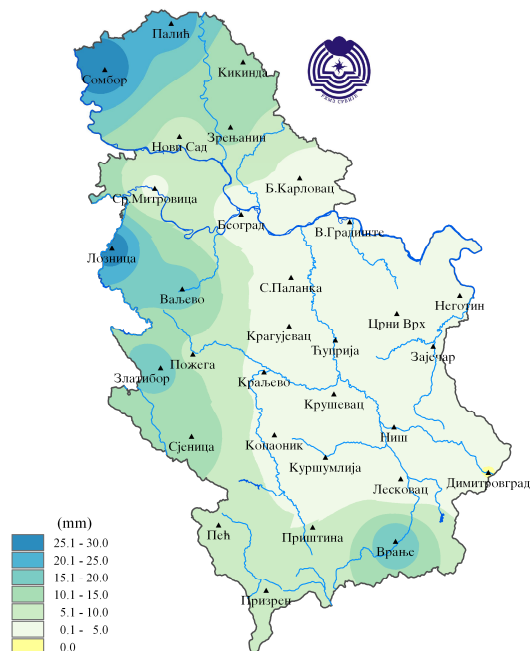 Палић
Сомбор
Кикинда
Зрењанин
Нови Сад
Б.Карловац
Ср.Митровица
Београд
В.Градиште
Лозница
С.Паланка
Ваљево
Неготин
Црни Врх
Крагујевац
Ћуприја
Зајечар
Пожега
Златибор
Краљево
Крушевац
Ниш
Сјеница
Копаоник
Куршумлија
Димитровград
Лесковац
Пећ
Приштина
Врање
Призрен
(mm)
25.1 - 30.0
20.1 - 25.0
15.1 - 20.0
10.1 - 15.0
5.1 - 10.0
0.1 - 5.0
0.0